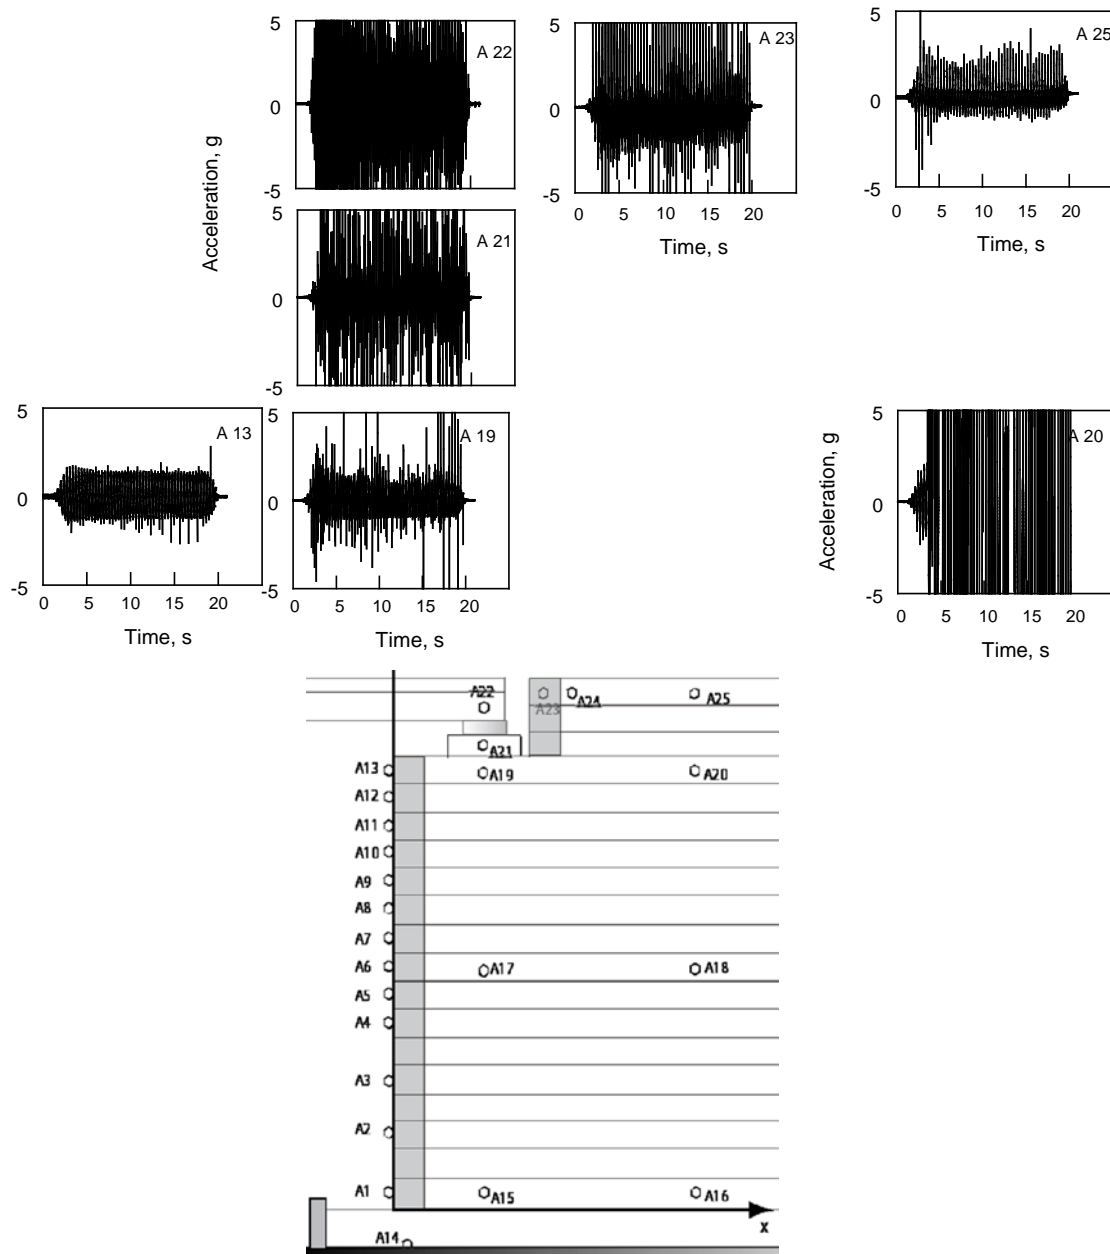 5
0
-5
A 22
5
0
-5
0 5 10 15 20
Time, s
A 23
5
0
-5
0 5 10 15 20
Time, s
A 25
Acceleration, g
5
0
-5
A 21
5
0
-5
0 5 10 15 20
Time, s
A 13
5
0
-5
0 5 10 15 20
Time, s
A 19
Acceleration, g
5
0
-5
0 5 10 15 20
Time, s
A 20
A22
A23
A24
A25
A21
A13
A19
A20
A12
A11
A10
A9
A8
A7
A6
A17
A18
A5
A4
A3
A2
A1
A15
A16
x
A14